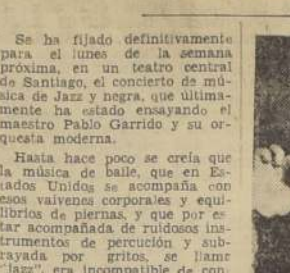 Se ha fijado definitivamente
para el lunes de la semana
próxima, en un teatro central
de Santiago, el concierto de mú-
sica de Jazz y negra, que última-
mente ha estado ensayando el
maestro Pablo Garrido y su or-
questa moderna.
Hasta hace poco se creía que
la música de baile, que en Es-
tados Unidos se acompaña con
esos vaivenes corporales y equi-
librios de piernas, y que por es
tar acompañada de ruidosos ins-
trumentos de percución y sub-
rayada por gritos, se llame
"jazz", era incompatible de con-